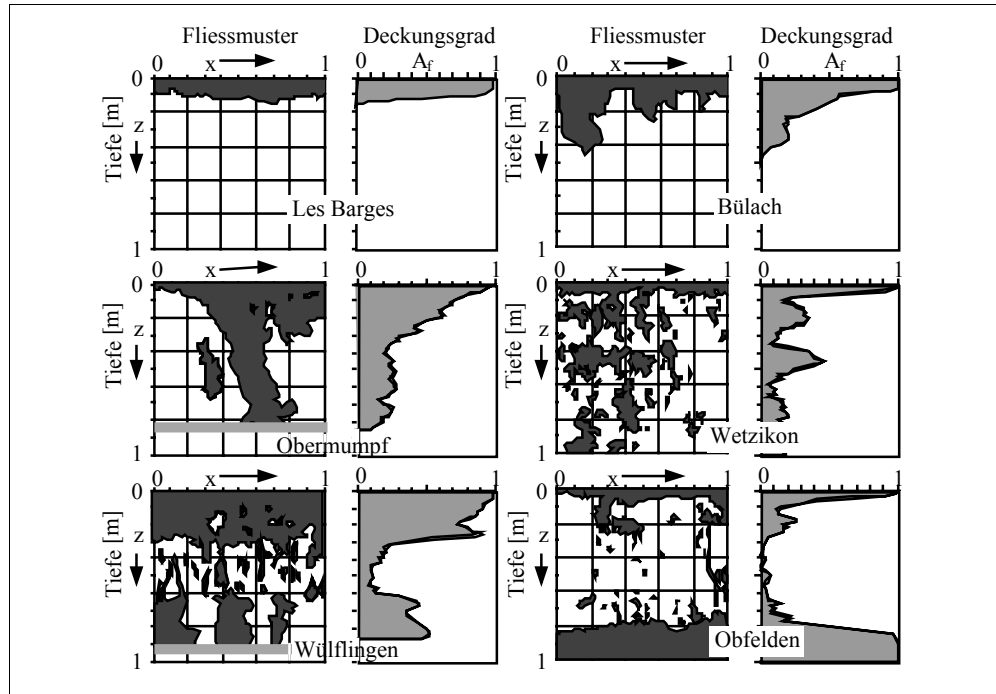 Fliessmuster Deckungsgrad Fliessmuster Deckungsgrad
0 x 1 0 A_f 1 0 x 1 0 A_f 1
0 0
Tiefe [m] z Tiefe [m] z
Les Barges Bülach
1 1
0 x 1 0 1 0 x 1 0 1
0 0
Tiefe [m] z Tiefe [m] z
Obermumpf Wetzikon
1 1
0 x 1 0 1 0 x 1 0 1
0 0
Tiefe [m] z Tiefe [m] z
Wülflingen Obfelden
1 1